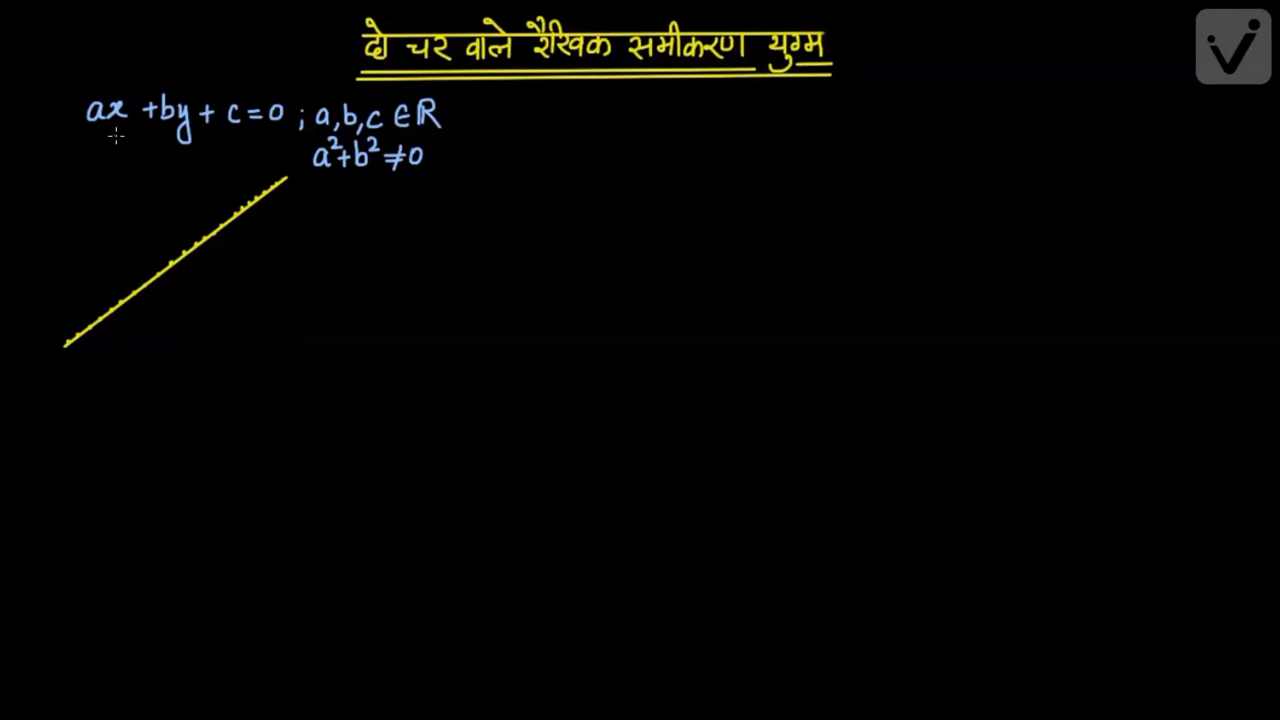 दो चर वाले रैखिक समीकरण युग्म
ax + by + c = 0 ; a, b, c ∈ ℝ
a² + b² ≠ 0